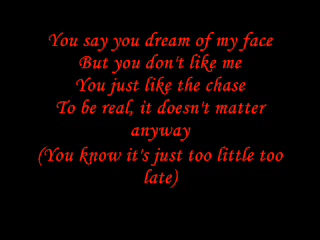 You say you dream of my face
But you don't like me
You just like the chase
To be real, it doesn't matter
anyway
(You know it's just too little too
late)